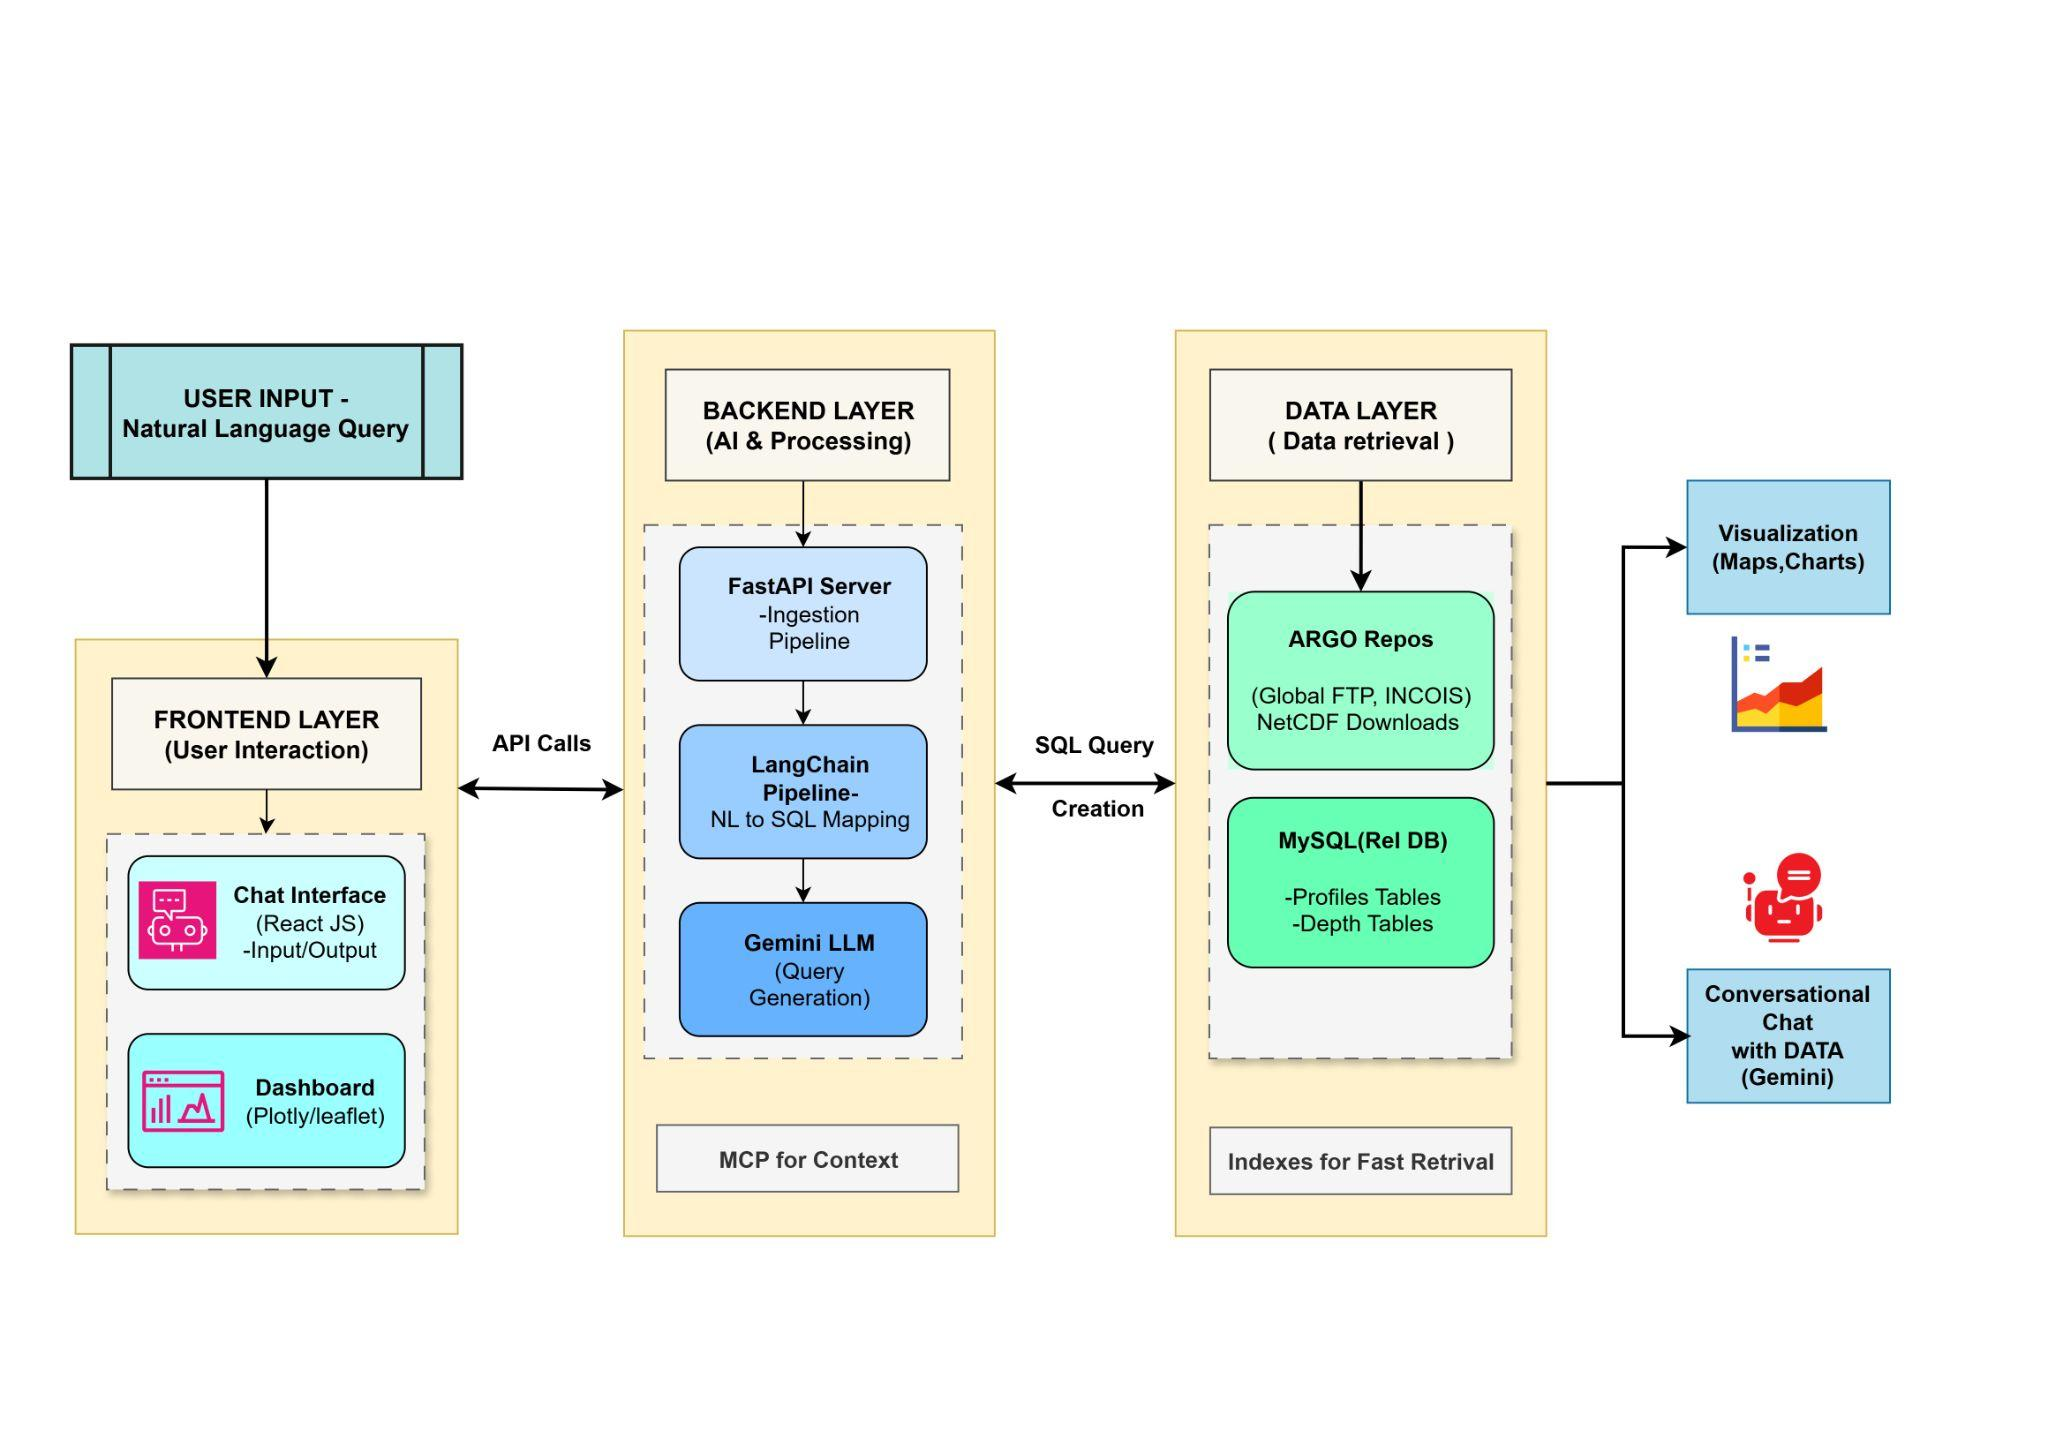 USER INPUT -
Natural Language Query
FRONTEND LAYER
(User Interaction)
Chat Interface
(React JS)
-Input/Output
Dashboard
(Plotly/leaflet)
API Calls
BACKEND LAYER
(AI & Processing)
FastAPI Server
-Ingestion
Pipeline
LangChain
Pipeline-
NL to SQL Mapping
Gemini LLM
(Query
Generation)
MCP for Context
SQL Query
Creation
DATA LAYER
( Data retrieval )
ARGO Repos
(Global FTP, INCOIS)
NetCDF Downloads
MySQL(Rel DB)
-Profiles Tables
-Depth Tables
Indexes for Fast Retrival
Visualization
(Maps,Charts)
Conversational
Chat
with DATA
(Gemini)